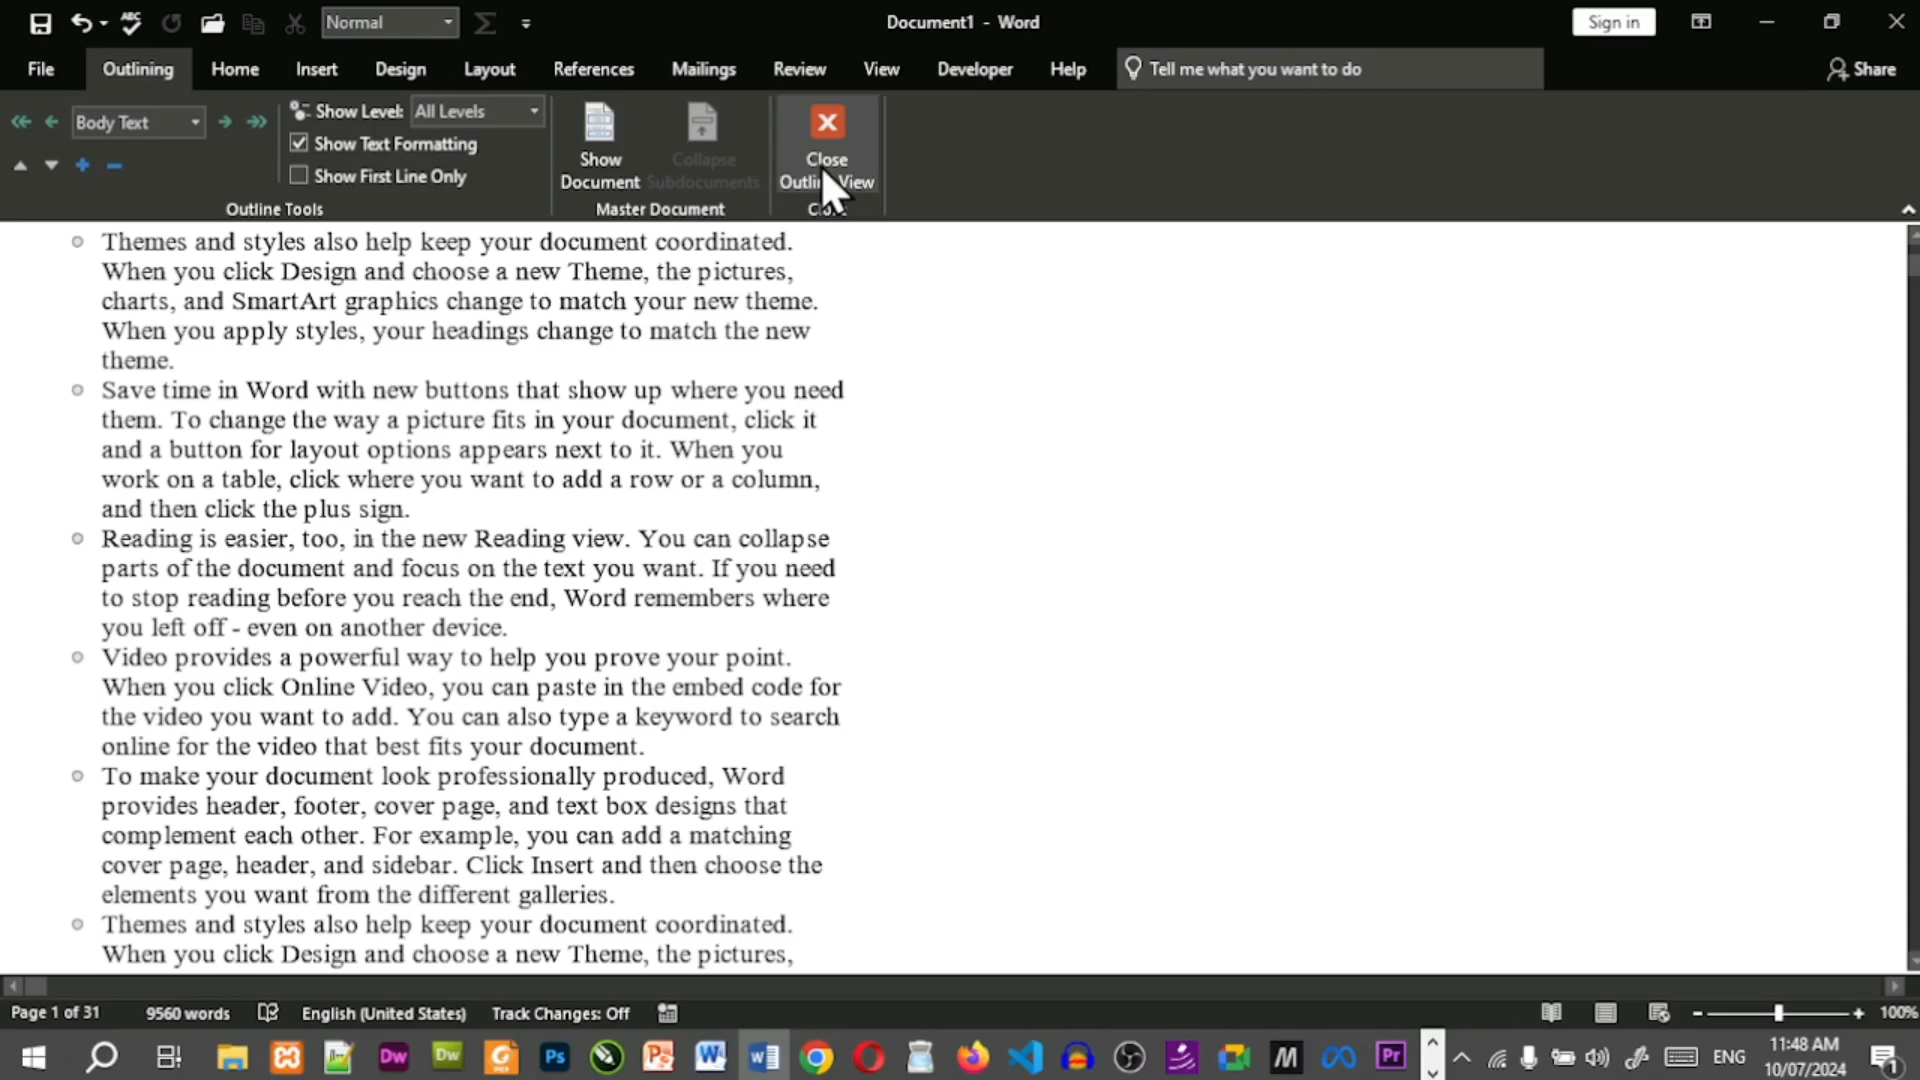 Normal
Document1 - Word
Sign in
File Outlining Home Insert Design Layout References Mailings Review View Developer Help Tell me what you want to do Share
Body Text
Show Level: All Levels
Show Text Formatting
Show First Line Only
Outline Tools
Show
Document
Collapse
Subdocuments
Master Document
Close
View
Themes and styles also help keep your document coordinated.
When you click Design and choose a new Theme, the pictures,
charts, and SmartArt graphics change to match your new theme.
When you apply styles, your headings change to match the new
theme.
Save time in Word with new buttons that show up where you need
them. To change the way a picture fits in your document, click it
and a button for layout options appears next to it. When you
work on a table, click where you want to add a row or a column,
and then click the plus sign.
Reading is easier, too, in the new Reading view. You can collapse
parts of the document and focus on the text you want. If you need
to stop reading before you reach the end, Word remembers where
you left off - even on another device.
Video provides a powerful way to help you prove your point.
When you click Online Video, you can paste in the embed code for
the video you want to add. You can also type a keyword to search
online for the video that best fits your document.
To make your document look professionally produced, Word
provides header, footer, cover page, and text box designs that
complement each other. For example, you can add a matching
cover page, header, and sidebar. Click Insert and then choose the
elements you want from the different galleries.
Themes and styles also help keep your document coordinated.
When you click Design and choose a new Theme, the pictures,
Page 1 of 31 9560 words English (United States) Track Changes: Off 100%
ENG
11:48 AM
10/07/2024